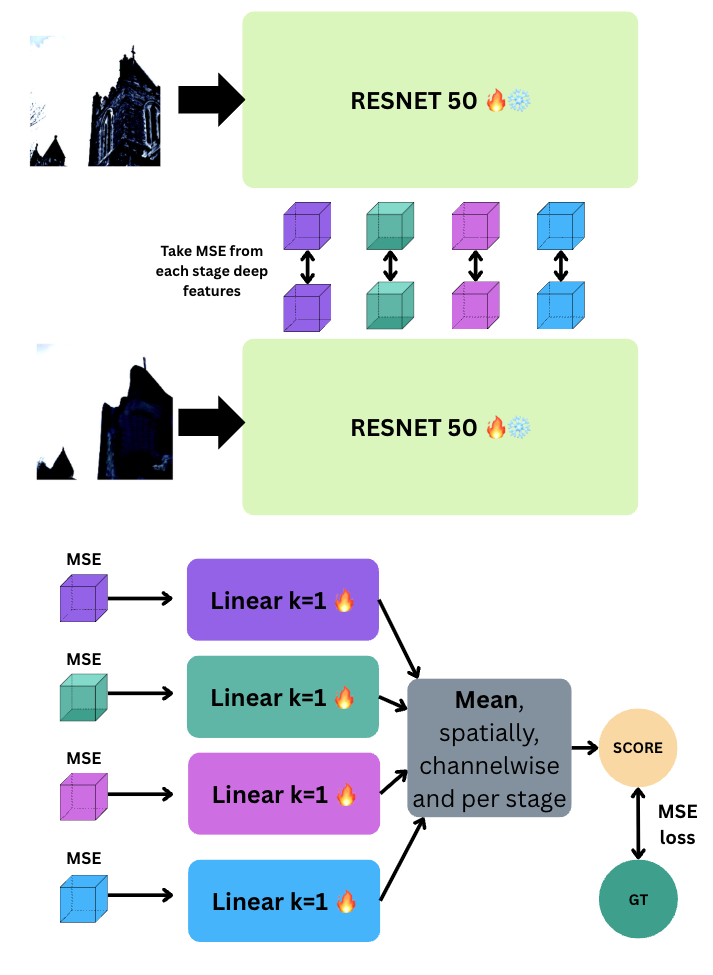 RESNET 50 🔥❄️
Take MSE from
each stage deep
features
RESNET 50 🔥❄️
MSE
Linear k=1 🔥
MSE
Linear k=1 🔥
MSE
Linear k=1 🔥
MSE
Linear k=1 🔥
Mean,
spatially,
channelwise
and per stage
SCORE
MSE
loss
GT